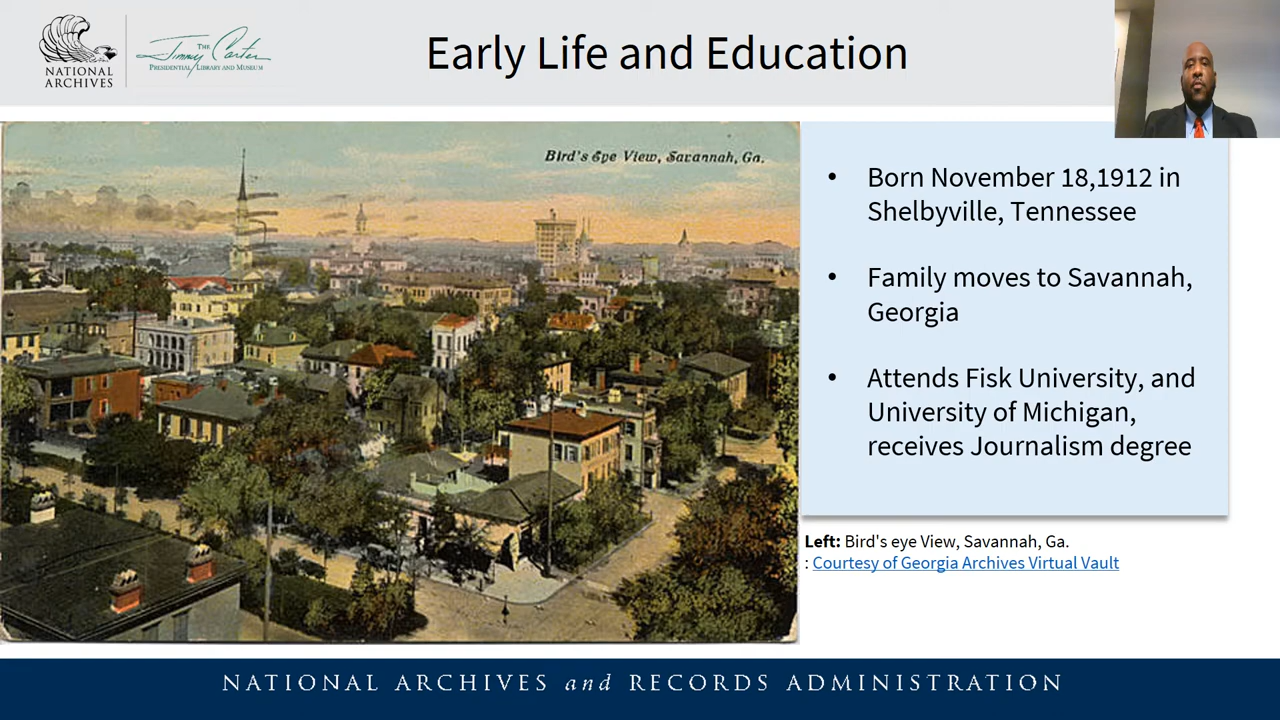 NATIONAL
ARCHIVES
THE
Jimmy Carter
PRESIDENTIAL LIBRARY AND MUSEUM
Early Life and Education
Bird's Eye View, Savannah, Ga.
• Born November 18,1912 in
Shelbyville, Tennessee
• Family moves to Savannah,
Georgia
• Attends Fisk University, and
University of Michigan,
receives Journalism degree
Left: Bird's eye View, Savannah, Ga.
: Courtesy of Georgia Archives Virtual Vault
NATIONAL ARCHIVES and RECORDS ADMINISTRATION